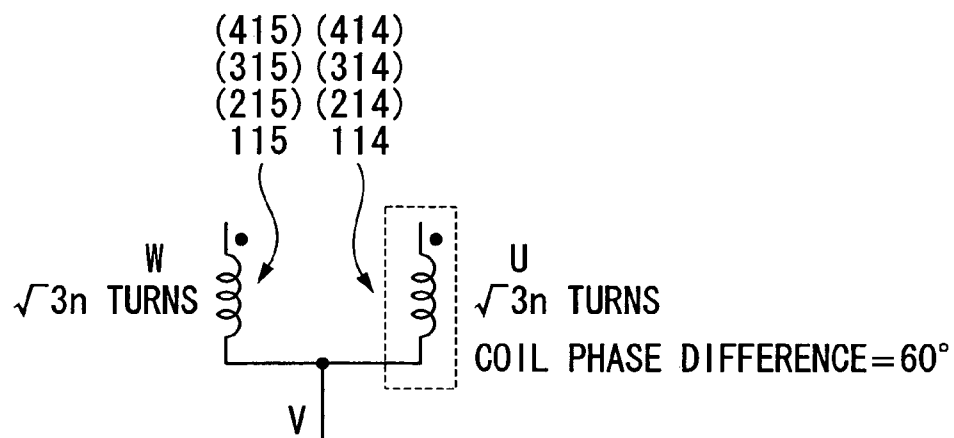 (415) (414)
(315) (314)
(215) (214)
115 114
W
√3n TURNS
U
√3n TURNS
COIL PHASE DIFFERENCE=60°
V